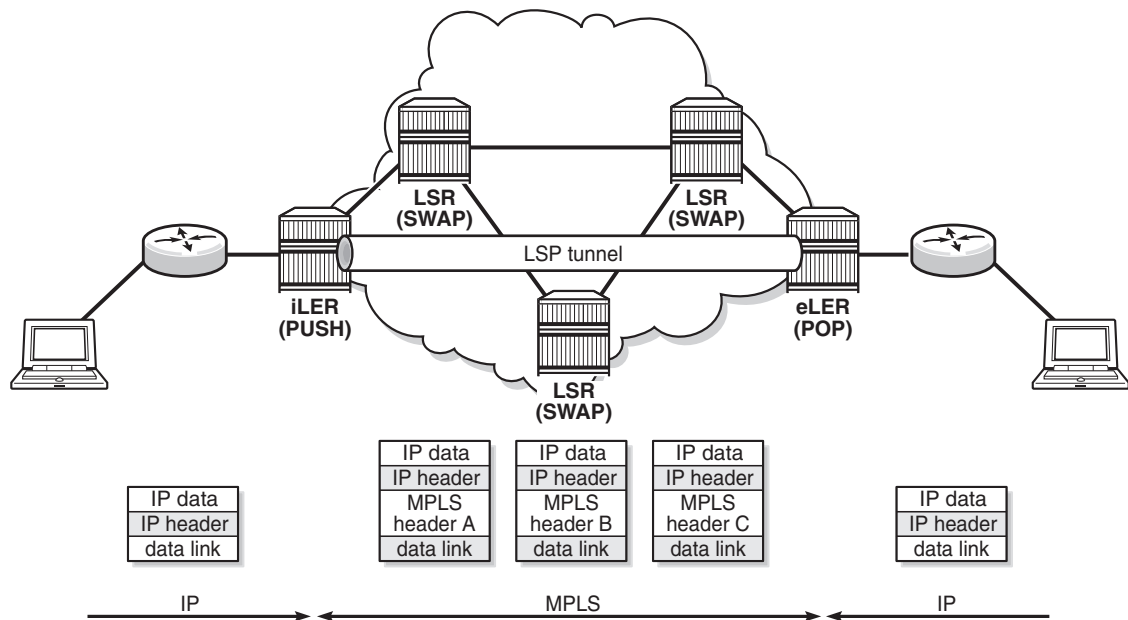 LSR
(SWAP)
LSR
(SWAP)
LSP tunnel
iLER
(PUSH)
eLER
(POP)
LSR
(SWAP)
IP data
IP header
data link
IP data
IP header
MPLS
header A
data link
IP data
IP header
MPLS
header B
data link
IP data
IP header
MPLS
header C
data link
IP data
IP header
data link
IP
MPLS
IP